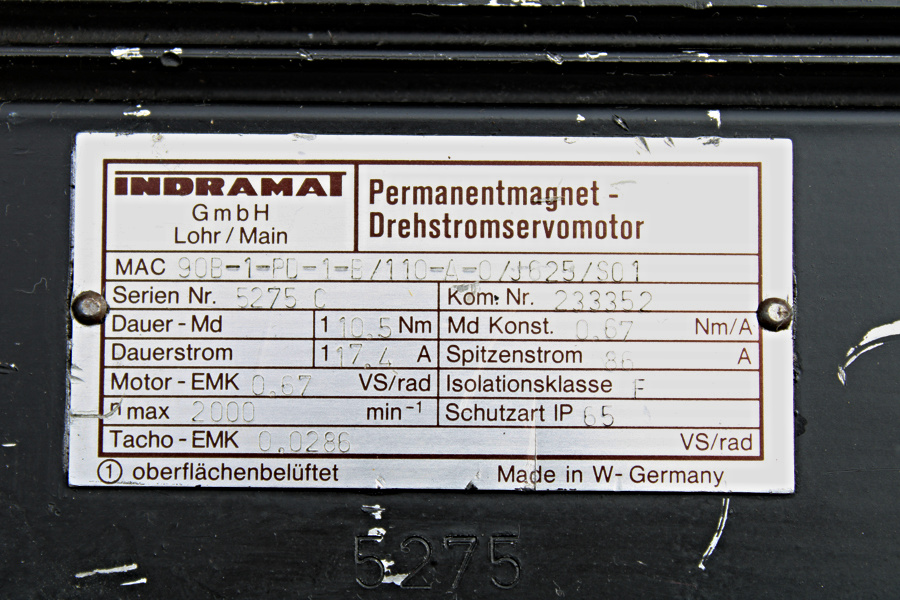 INDRAMAT
GmbH
Lohr / Main
Permanentmagnet -
Drehstromservomotor
MAC 90B-1-PD-1-B/110-A-0/J625/S01
Serien Nr. 5275 C
Kom. Nr. 233352
Dauer - Md 1 10.5 Nm
Md Konst. 0.67 Nm/A
Dauerstrom 1 17.4 A
Spitzenstrom 86 A
Motor - EMK 0.67 VS/rad
Isolationsklasse F
n max 2000 min⁻¹
Schutzart IP 65
Tacho - EMK 0.0286 VS/rad
① oberflächenbelüftet
Made in W- Germany
5275